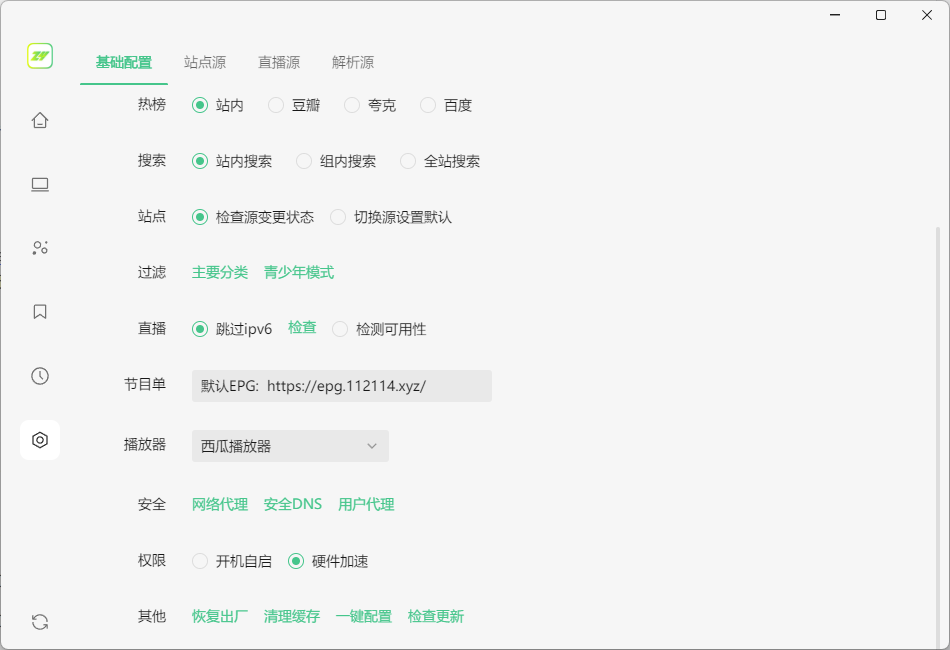 ZY
基础配置 站点源 直播源 解析源
热榜 站内 豆瓣 夸克 百度
搜索 站内搜索 组内搜索 全站搜索
站点 检查源变更状态 切换源设置默认
过滤 主要分类 青少年模式
直播 跳过ipv6 检查 检测可用性
节目单 默认EPG: https://epg.112114.xyz/
播放器 西瓜播放器
安全 网络代理 安全DNS 用户代理
权限 开机自启 硬件加速
其他 恢复出厂 清理缓存 一键配置 检查更新